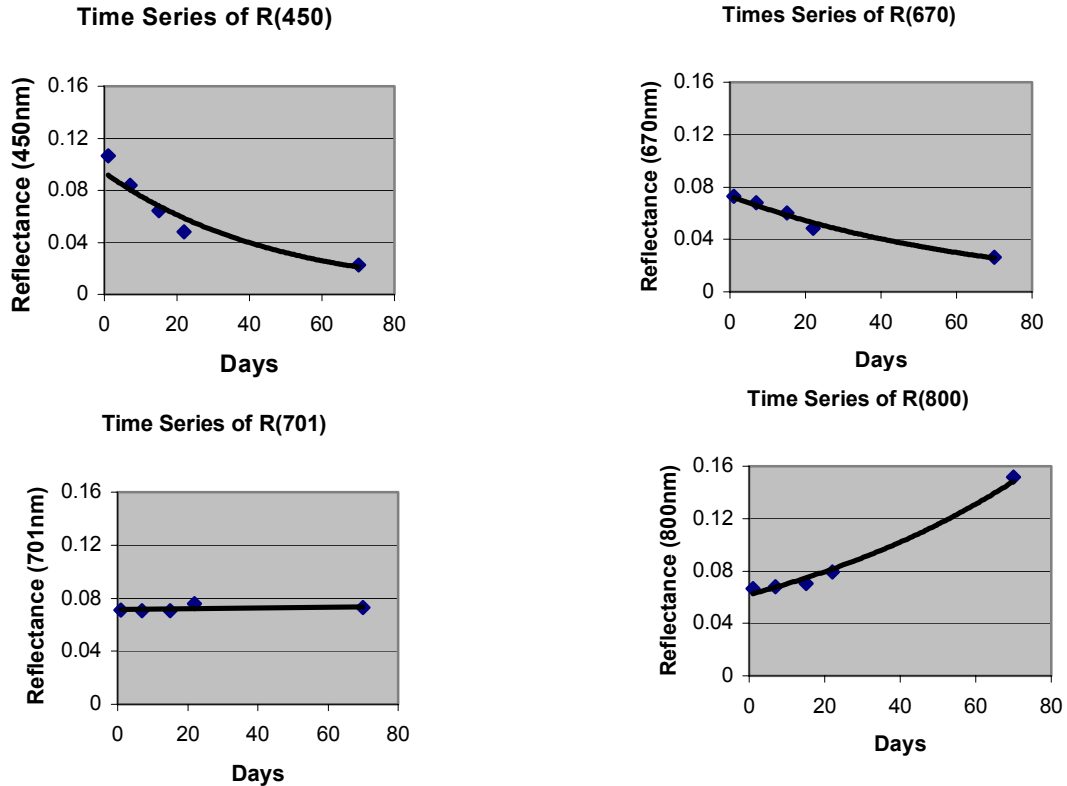 Time Series of R(450)
Reflectance (450nm)
0.16
0.12
0.08
0.04
0
0 20 40 60 80
Days
Times Series of R(670)
Reflectance (670nm)
0.16
0.12
0.08
0.04
0
0 20 40 60 80
Days
Time Series of R(701)
Reflectance (701nm)
0.16
0.12
0.08
0.04
0
0 20 40 60 80
Days
Time Series of R(800)
Reflectance (800nm)
0.16
0.12
0.08
0.04
0
0 20 40 60 80
Days